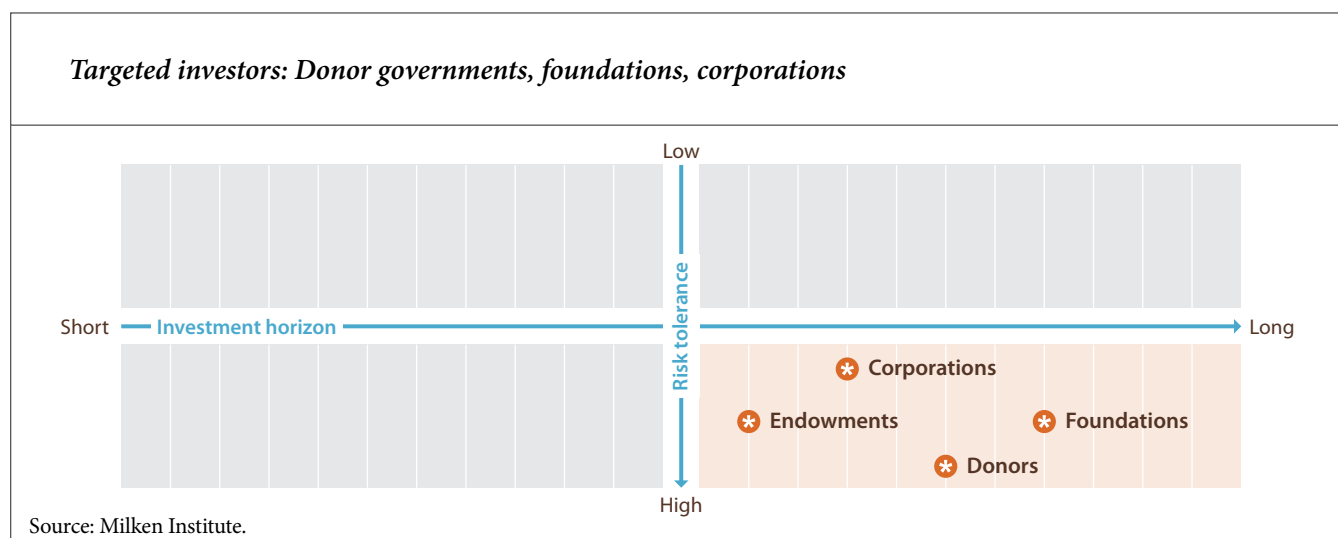 Targeted investors: Donor governments, foundations, corporations
Low
Short
Investment horizon
Risk tolerance
Long
Corporations
Endowments
Foundations
Donors
High
Source: Milken Institute.